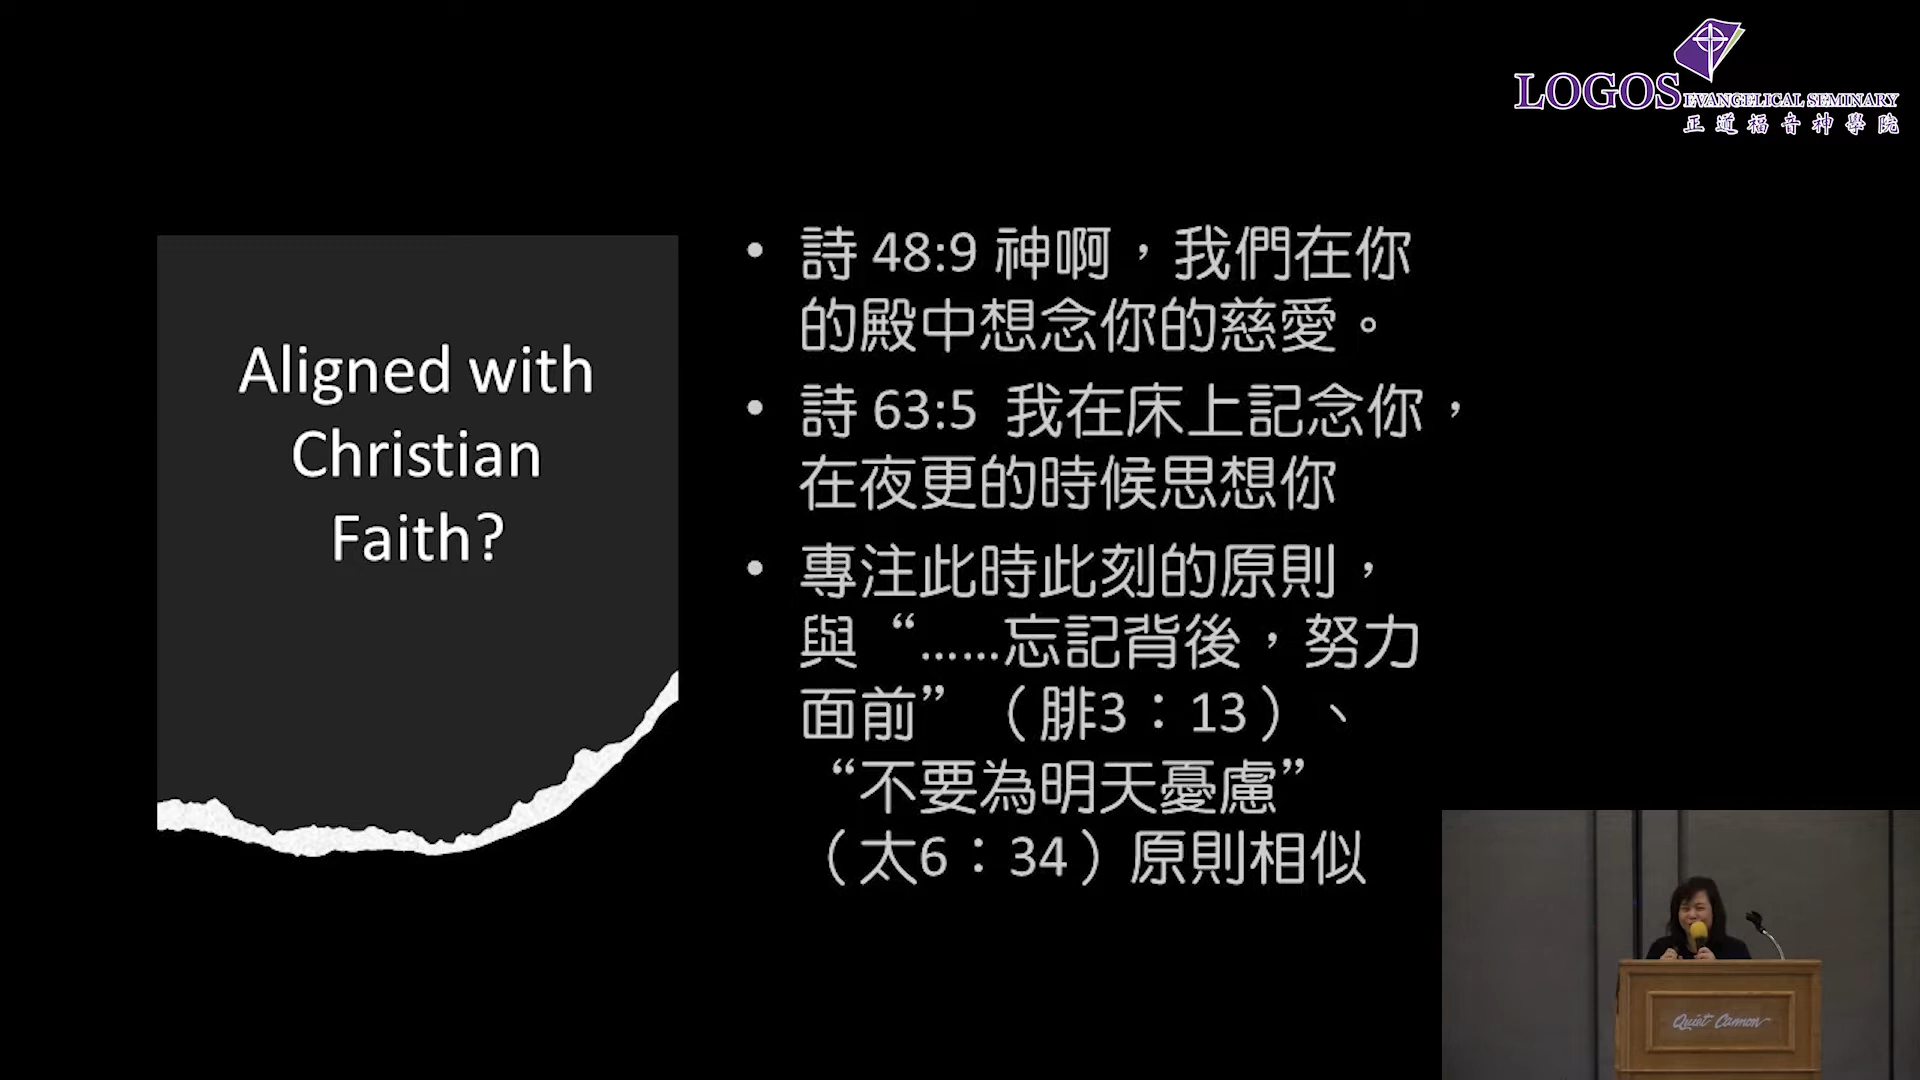 LOGOS EVANGELICAL SEMINARY
正道福音神學院
Aligned with
Christian
Faith?
• 詩 48:9 神啊，我們在你
的殿中想念你的慈愛。
• 詩 63:5 我在床上記念你，
在夜更的時候思想你
• 專注此時此刻的原則，
與“……忘記背後，努力
面前”（腓3：13）、
“不要為明天憂慮”
（太6：34）原則相似
Quiet Cannon